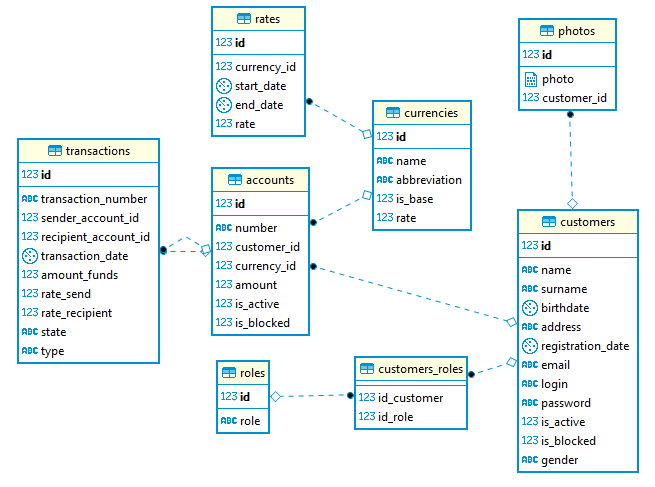 rates
123 id
123 currency_id
start_date
end_date
123 rate
photos
123 id
photo
123 customer_id
currencies
123 id
ABC name
ABC abbreviation
123 is_base
123 rate
transactions
123 id
ABC transaction_number
123 sender_account_id
123 recipient_account_id
transaction_date
123 amount_funds
123 rate_send
123 rate_recipient
ABC state
ABC type
accounts
123 id
ABC number
123 customer_id
123 currency_id
123 amount
123 is_active
123 is_blocked
customers
123 id
ABC name
ABC surname
birthdate
ABC address
registration_date
ABC email
ABC login
ABC password
123 is_active
123 is_blocked
ABC gender
roles
123 id
ABC role
customers_roles
123 id_customer
123 id_role